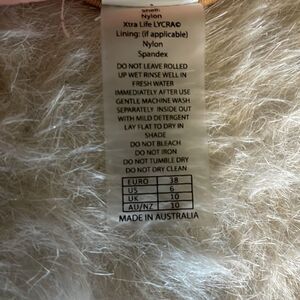 Shell:
Nylon
Xtra Life LYCRA©
Lining: (if applicable)
Nylon
Spandex
DO NOT LEAVE ROLLED
UP WET RINSE WELL IN
FRESH WATER
IMMEDIATELY AFTER USE
GENTLE MACHINE WASH
SEPARATELY INSIDE OUT
WITH MILD DETERGENT
LAY FLAT TO DRY IN
SHADE
DO NOT BLEACH
DO NOT IRON
DO NOT TUMBLE DRY
DO NOT DRY CLEAN
EURO 38
US 6
UK 10
AU/NZ 10
MADE IN AUSTRALIA